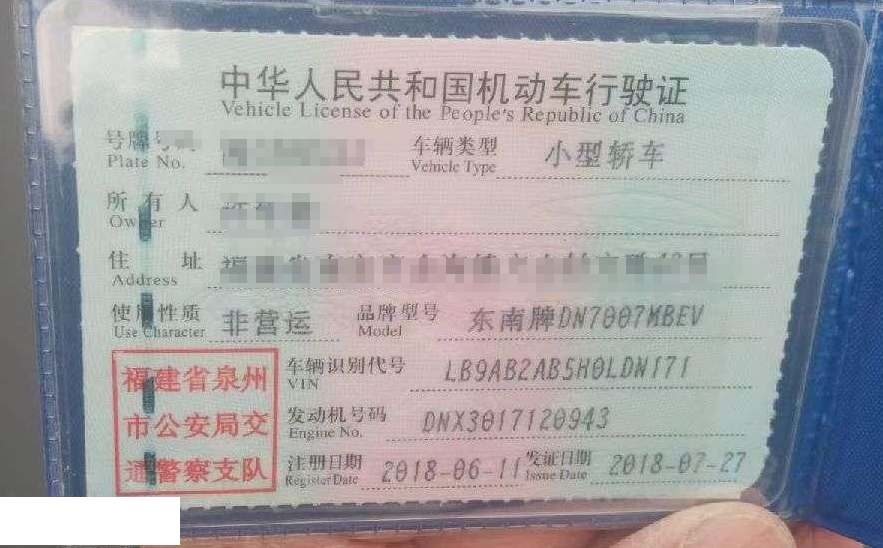 中华人民共和国机动车行驶证
Vehicle License of the People's Republic of China
号牌号码 车辆类型 小型轿车
Plate No. Vehicle Type
所有人
Owner
住址
Address
使用性质 非营运 品牌型号 东南牌DN7007MBEV
Use Character Model
福建省泉州
市公安局交
通警察支队
车辆识别代号 LB9AB2AB5H0LDN171
VIN
发动机号码 DNX3017120943
Engine No.
注册日期 2018-06-11 发证日期 2018-07-27
Register Date Issue Date